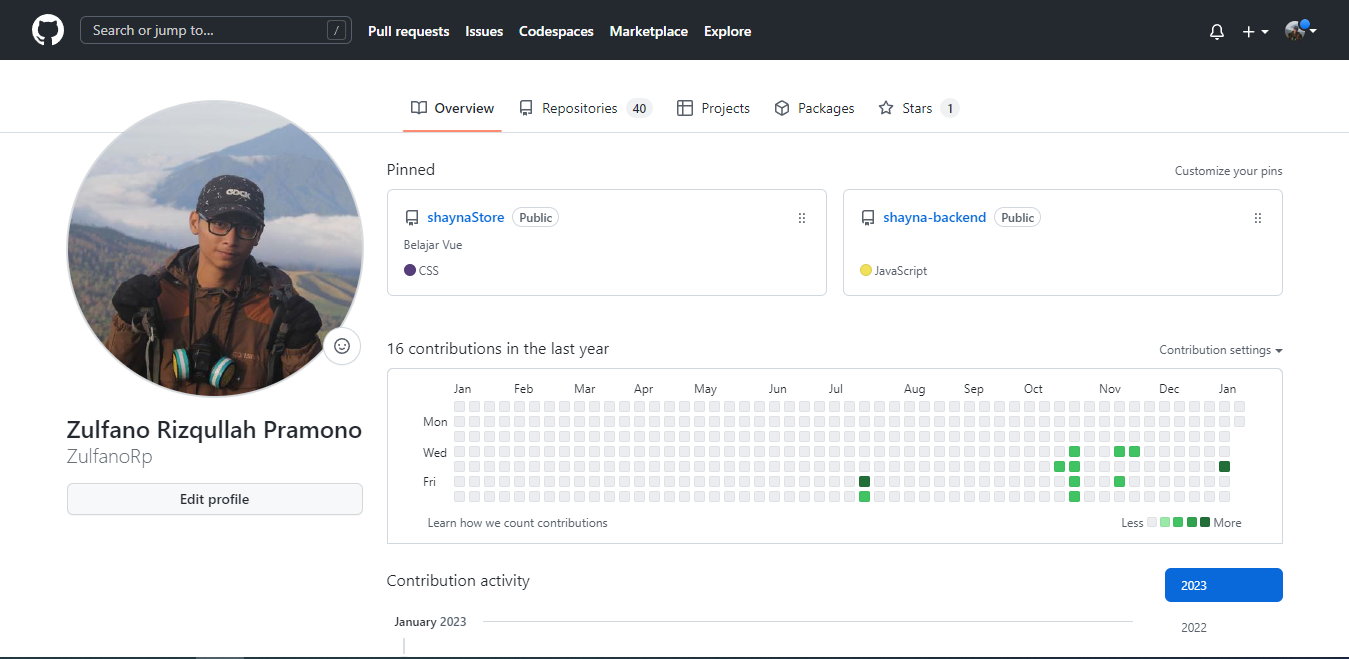 Search or jump to... /
Pull requests Issues Codespaces Marketplace Explore
Overview Repositories 40 Projects Packages Stars 1
Zulfano Rizqullah Pramono
ZulfanoRp
Edit profile
Pinned Customize your pins
shaynaStore Public
Belajar Vue
CSS
shayna-backend Public
JavaScript
16 contributions in the last year Contribution settings
Jan Feb Mar Apr May Jun Jul Aug Sep Oct Nov Dec Jan
Mon
Wed
Fri
Learn how we count contributions Less More
Contribution activity
January 2023
2023
2022